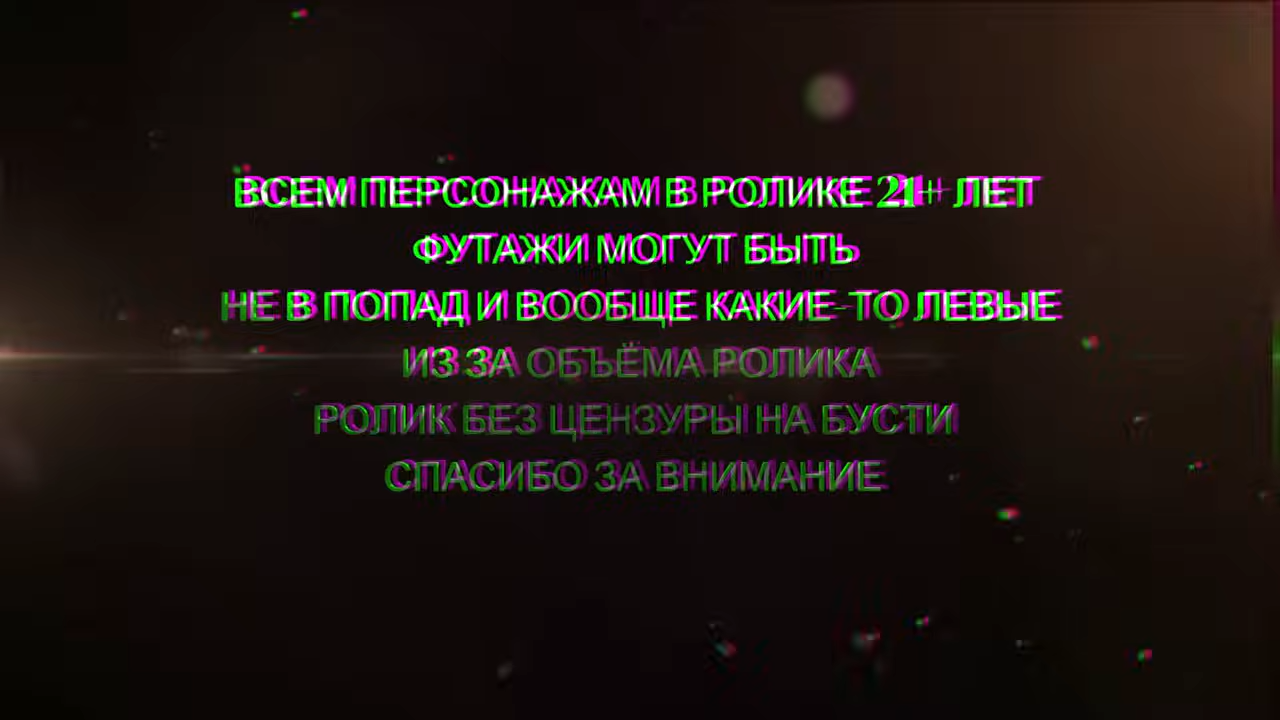 ВСЕМ ПЕРСОНАЖАМ В РОЛИКЕ 21+ ЛЕТ
ФУТАЖИ МОГУТ БЫТЬ
НЕ В ПОПАД И ВООБЩЕ КАКИЕ-ТО ЛЕВЫЕ
ИЗ ЗА ОБЪЁМА РОЛИКА
РОЛИК БЕЗ ЦЕНЗУРЫ НА БУСТИ
СПАСИБО ЗА ВНИМАНИЕ